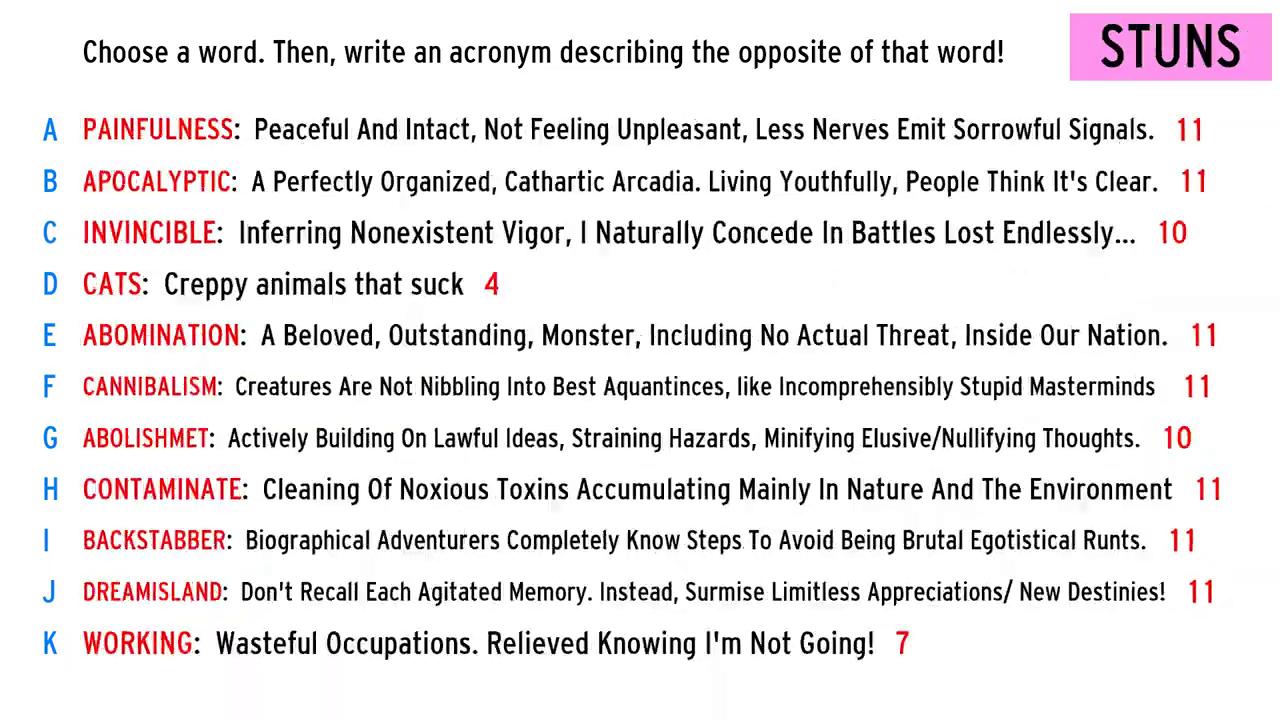 Choose a word. Then, write an acronym describing the opposite of that word!
STUNS
A PAINFULNESS: Peaceful And Intact, Not Feeling Unpleasant, Less Nerves Emit Sorrowful Signals. 11
B APOCALYPTIC: A Perfectly Organized, Cathartic Arcadia. Living Youthfully, People Think It's Clear. 11
C INVINCIBLE: Inferring Nonexistent Vigor, I Naturally Concede In Battles Lost Endlessly... 10
D CATS: Creppy animals that suck 4
E ABOMINATION: A Beloved, Outstanding, Monster, Including No Actual Threat, Inside Our Nation. 11
F CANNIBALISM: Creatures Are Not Nibbling Into Best Aquantinces, like Incomprehensibly Stupid Masterminds 11
G ABOLISHMET: Actively Building On Lawful Ideas, Straining Hazards, Minifying Elusive/Nullifying Thoughts. 10
H CONTAMINATE: Cleaning Of Noxious Toxins Accumulating Mainly In Nature And The Environment 11
I BACKSTABBER: Biographical Adventurers Completely Know Steps To Avoid Being Brutal Egotistical Runts. 11
J DREAMISLAND: Don't Recall Each Agitated Memory. Instead, Surmise Limitless Appreciations/ New Destinies! 11
K WORKING: Wasteful Occupations. Relieved Knowing I'm Not Going! 7